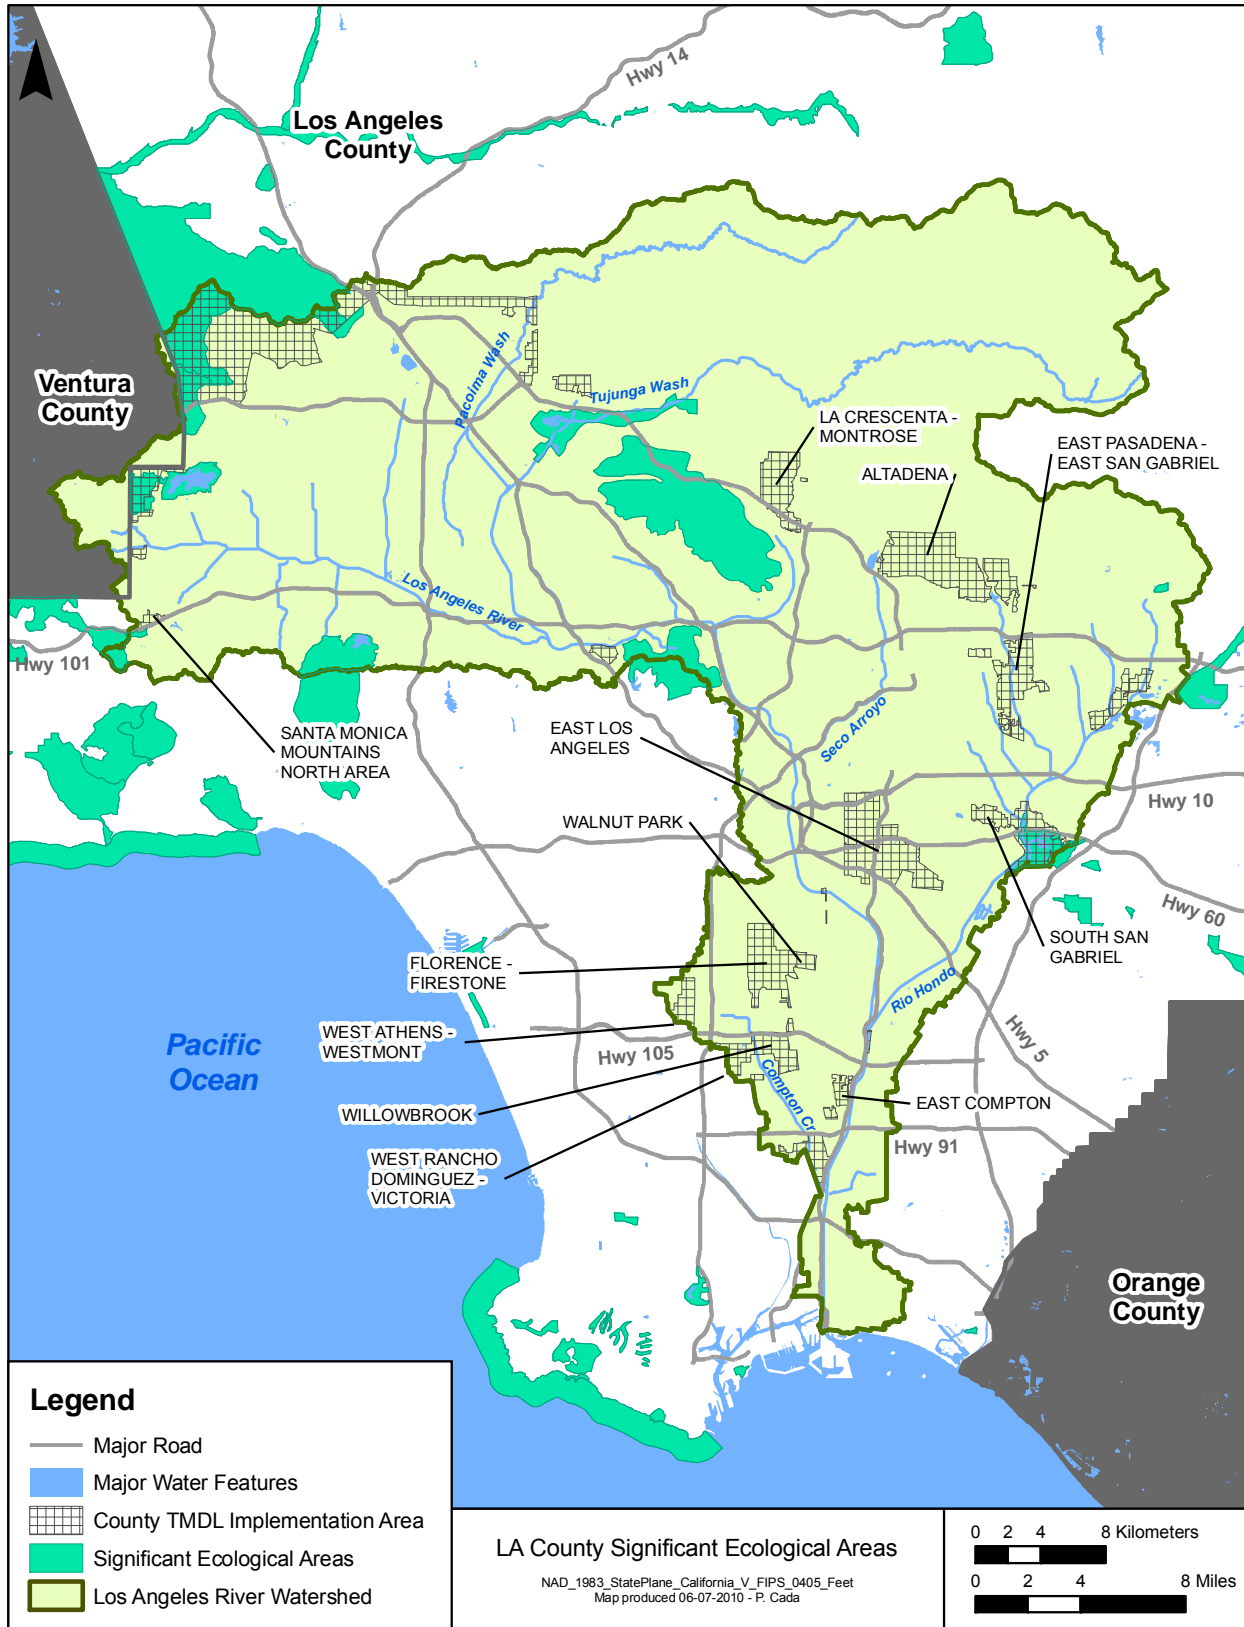 Hwy 14
Los Angeles
County
Ventura
County
Pacoima Wash
Tujunga Wash
LA CRESCENTA -
MONTROSE
EAST PASADENA -
EAST SAN GABRIEL
ALTADENA
Los Angeles River
Hwy 101
SANTA MONICA
MOUNTAINS
NORTH AREA
EAST LOS
ANGELES
Seco Arroyo
Hwy 10
WALNUT PARK
Hwy 60
SOUTH SAN
GABRIEL
FLORENCE -
FIRESTONE
Rio Hondo
WEST ATHENS -
WESTMONT
Hwy 105
Hwy 5
Pacific
Ocean
Compton Cr
WILLOWBROOK
EAST COMPTON
WEST RANCHO
DOMINGUEZ -
VICTORIA
Hwy 91
Orange
County
Legend
Major Road
Major Water Features
County TMDL Implementation Area
Significant Ecological Areas
Los Angeles River Watershed
LA County Significant Ecological Areas
NAD_1983_StatePlane_California_V_FIPS_0405_Feet
Map produced 06-07-2010 - P. Cada
0 2 4 8 Kilometers
0 2 4 8 Miles